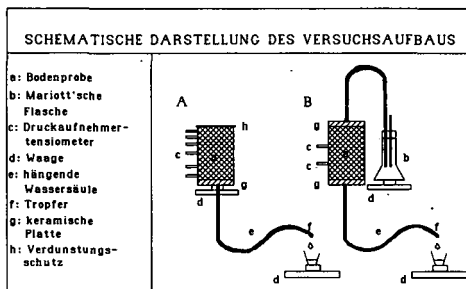 SCHEMATISCHE DARSTELLUNG DES VERSUCHSAUFBAUS
a: Bodenprobe
b: Mariott'sche
Flasche
c: Druckaufnehmer-
tensiometer
d: Waage
e: hängende
Wassersäule
f: Tropfer
g: keramische
Platte
h: Verdunstungs-
schutz
A
h
c
a
g
d
e
f
d
B
g
c
a
b
g
d
e
f
d